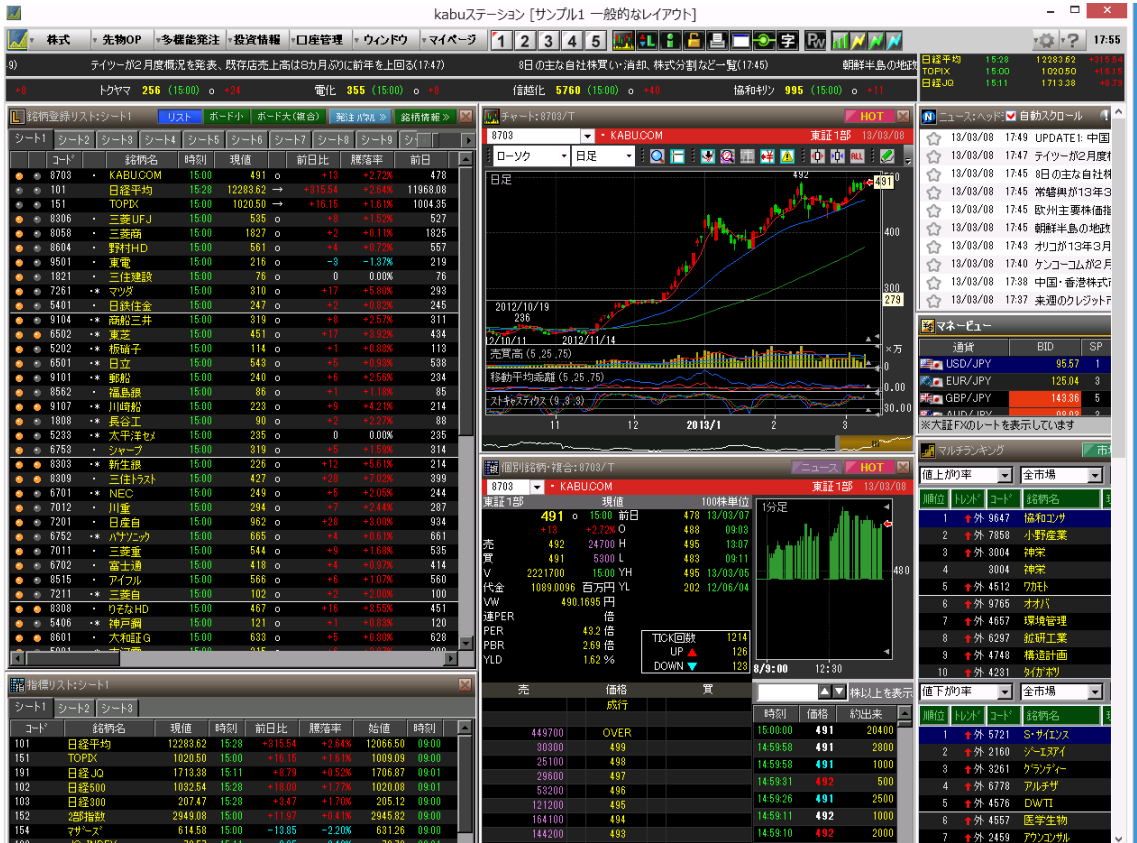 kabuステーション [サンプル1 一般的なレイアウト]
株式 先物OP 多機能発注 投資情報 口座管理 ウィンドウ マイページ 1 2 3 4 5 17:55
テイツーが2月度概況を発表、既存店売上高は8カ月ぶりに前年を上回る(17:47) 8日の主な自社株買い・消却、株式分割など一覧(17:45) 朝鮮半島の地政
日経平均 15:28 12283.62 +315.54
TOPIX 15:00 1020.50 +16.15
日経JQ 15:11 1713.38 +8.79
+8 トクヤマ 256 (15:00) +24 電化 355 (15:00) +8 信越化 5760 (15:00) +40 協和キリン 995 (15:00) +11
銘柄登録リスト:シート1 リスト ボード小 ボード大(複合) 発注パネル 》 銘柄情報 》
シート1 シート2 シート3 シート4 シート5 シート6 シート7 シート8 シート9
コード 銘柄名 時刻 現値 前日比 騰落率 前日
8703 ・ KABU.COM 15:00 491 +13 +2.72% 478
101 日経平均 15:28 12283.62 → +315.54 +2.64% 11968.08
151 TOPIX 15:00 1020.50 → +16.15 +1.61% 1004.35
8306 ・ 三菱UFJ 15:00 535 +8 +1.52% 527
8058 ・ 三菱商 15:00 1827 +2 +0.11% 1825
8604 ・ 野村HD 15:00 561 +4 +0.72% 557
9501 ・ 東電 15:00 216 -3 -1.37% 219
1821 ・ 三住建設 15:00 76 0 0.00% 76
7261 ・* マツダ 15:00 310 +17 +5.80% 293
5401 ・ 日鉄住金 15:00 247 +2 +0.82% 245
9104 ・* 商船三井 15:00 319 +8 +2.57% 311
6502 ・* 東芝 15:00 451 +17 +3.92% 434
5202 ・* 板硝子 15:00 114 +1 +0.88% 113
6501 ・* 日立 15:00 543 +5 +0.93% 538
9101 ・* 郵船 15:00 240 +6 +2.56% 234
8562 ・ 福島銀 15:00 86 +1 +1.18% 85
9107 ・* 川崎船 15:00 223 +9 +4.21% 214
1808 ・* 長谷工 15:00 90 +2 +2.27% 88
5233 ・* 太平洋セメ 15:00 235 0 0.00% 235
6753 ・ シャープ 15:00 319 +5 +1.59% 314
8303 ・* 新生銀 15:00 226 +12 +5.61% 214
8309 ・ 三住トラスト 15:00 427 +28 +7.02% 399
6701 ・* NEC 15:00 249 +5 +2.05% 244
7012 ・ 川重 15:00 294 +7 +2.44% 287
7201 ・ 日産自 15:00 962 +28 +3.00% 934
6752 ・* パナソニック 15:00 665 +4 +0.61% 661
7011 ・ 三菱重 15:00 544 +9 +1.68% 535
6702 ・ 富士通 15:00 418 +4 +0.97% 414
8515 ・ アイフル 15:00 566 +6 +1.07% 560
7211 ・* 三菱自 15:00 102 +2 +2.00% 100
8308 ・ りそなHD 15:00 467 +16 +3.55% 451
5406 ・* 神戸鋼 15:00 121 +1 +0.83% 120
8601 ・ 大和証G 15:00 633 +5 +0.80% 628
指標リスト:シート1
シート1 シート2 シート3
コード 銘柄名 現値 時刻 前日比 騰落率 始値 時刻
101 日経平均 12283.62 15:28 +315.54 +2.64% 12066.50 09:00
151 TOPIX 1020.50 15:00 +16.15 +1.61% 1009.09 09:00
191 日経JQ 1713.38 15:11 +8.79 +0.52% 1706.87 09:01
102 日経500 1032.54 15:28 +18.00 +1.77% 1020.08 09:01
103 日経300 207.47 15:28 +3.47 +1.70% 205.12 09:00
152 2部指数 2949.08 15:00 +11.97 +0.41% 2945.82 09:00
154 マザーズ 614.58 15:00 -13.85 -2.20% 631.26 09:00
チャート:8703/T HOT
8703 ・ KABU.COM 東証1部 13/03/08
ローソク 日足
日足
492
491
400
300
279
2012/10/19
236
12/10/11 2012/11/14
売買高 (5 ,25 ,75) ×万
0
移動平均乖離 (5 ,25 ,75) 0.00
ストキャスティクス (9 ,3 ,3) 30.00
11 12 2013/1 2 3
個別銘柄・複合:8703/T ニュース HOT
8703 ・ KABU.COM 東証1部 13/03/08
東証1部 現値 100株単位
491 15:00 前日 478 13/03/07
+13 +2.72% O 488 09:03
売 492 24700 H 495 13:07
買 491 5300 L 483 09:11
V 2221700 15:00 YH 495 13/03/05
代金 1089.0096 百万円 YL 202 12/06/04
VW 490.1695 円
連PER 倍
PER 43.2 倍
PBR 2.69 倍
YLD 1.62 %
TICK回数 1214
UP ▲ 126
DOWN ▼ 123
1分足
480
8/9:00 12:30
売 価格 買
成行
449700 OVER
30300 499
25100 498
29600 497
53200 496
121200 495
164100 494
144200 493
株以上を表示
時刻 価格 約出来
15:00:00 491 20400
14:59:58 491 2800
14:59:58 491 1000
14:59:31 492 500
14:59:26 491 2500
14:59:11 492 1000
14:59:10 492 2000
ニュース:ヘッド 自動スクロール
13/03/08 17:49 UPDATE1: 中国
13/03/08 17:47 テイツーが2月度概
13/03/08 17:45 8日の主な自社株
13/03/08 17:45 常磐興が13年3
13/03/08 17:45 欧州主要株価指
13/03/08 17:45 朝鮮半島の地政
13/03/08 17:43 オリコが13年3月
13/03/08 17:40 ケンコーコムが2月
13/03/08 17:38 中国・香港株式
13/03/08 17:37 来週のクレジット
マネービュー
通貨 BID SP
USD/JPY 95.57 1
EUR/JPY 125.04 3
GBP/JPY 143.36 5
AUD/JPY
※大証FXのレートを表示しています
マルチランキング
値上がり率 全市場
順位 トレンド コード 銘柄名
1 外 9647 協和コンサ
2 外 7858 小野産業
3 外 3004 神栄
4 3004 神栄
5 外 4512 ワカモト
6 外 9765 オオバ
7 外 4657 環境管理
8 外 6297 鉱研工業
9 外 4748 構造計画
10 外 4231 タイガポリ
値下がり率 全市場
順位 トレンド コード 銘柄名
1 外 5721 S・サイエンス
2 外 2160 ジーエヌアイ
3 外 3261 グランディー
4 外 6778 アルチザ
5 外 4576 DWTI
6 外 4557 医学生物
7 外 2459 アウンコンサル